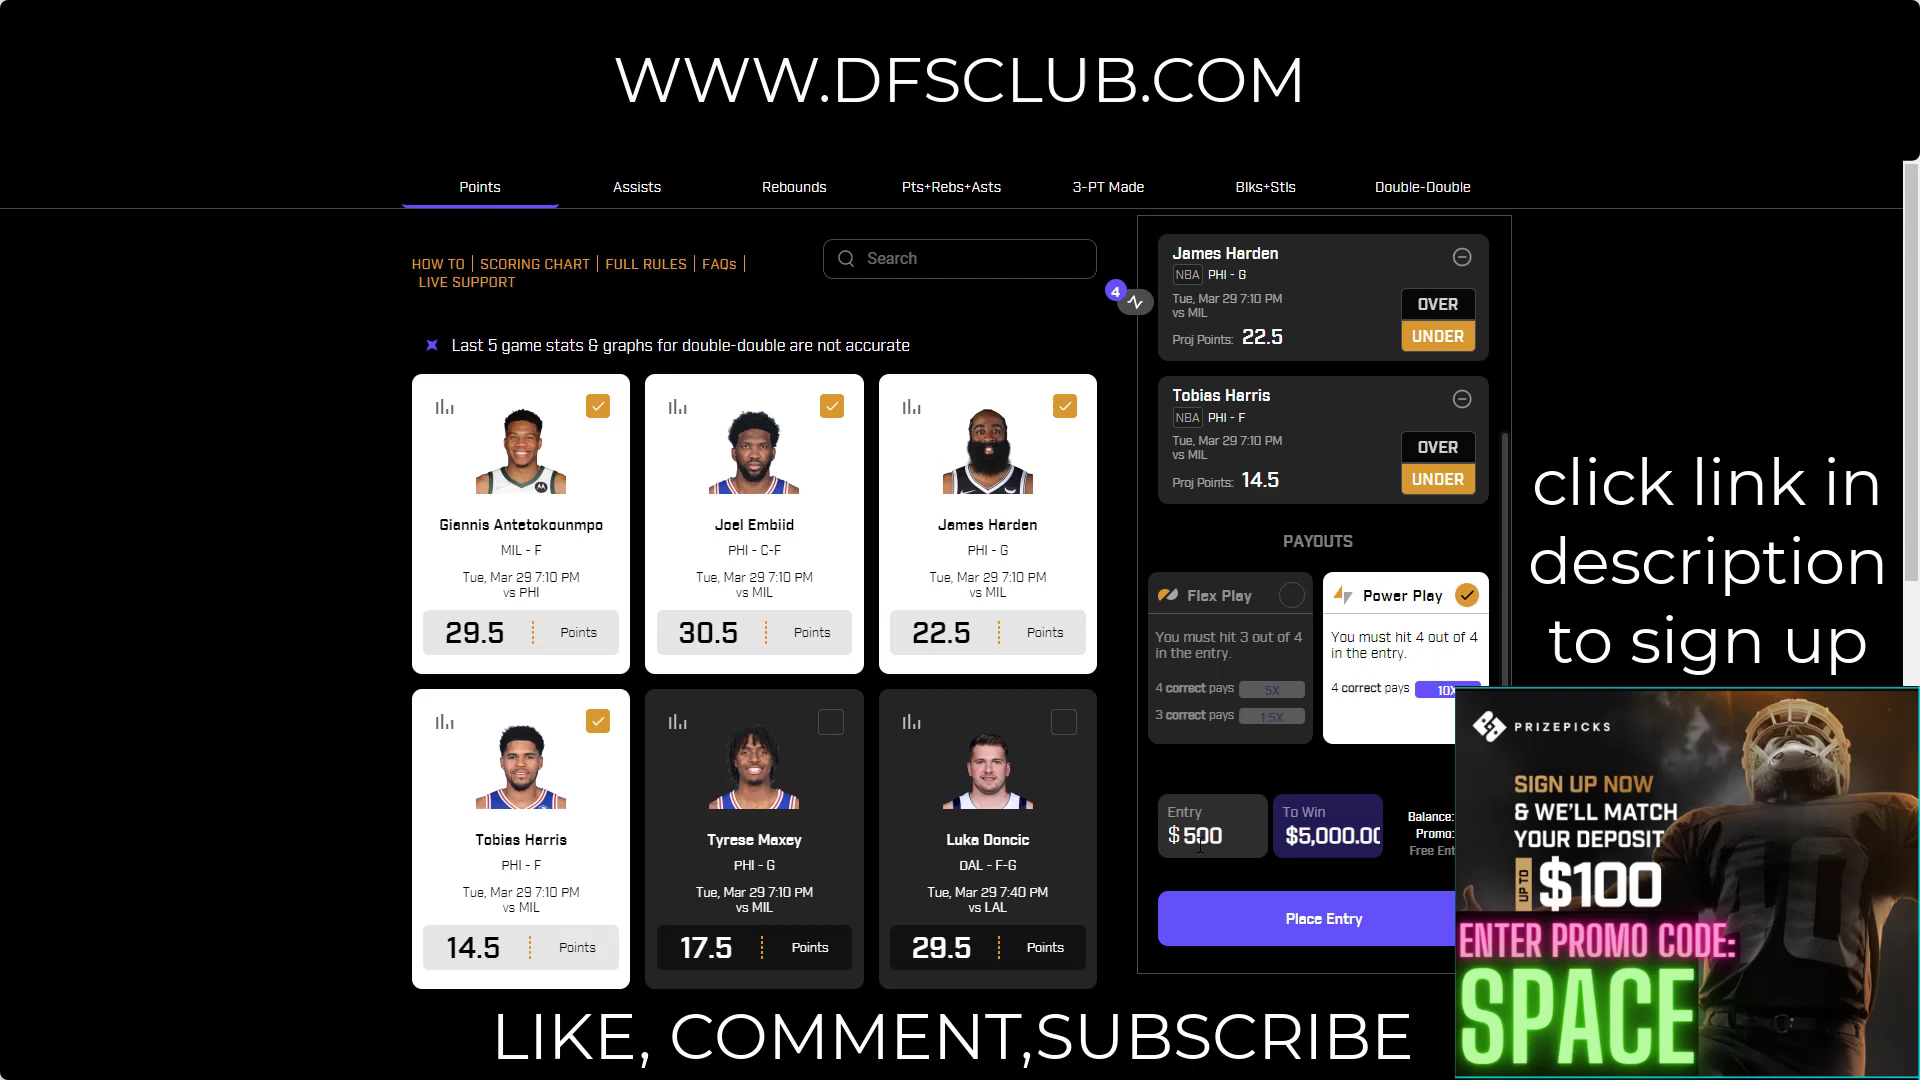 WWW.DFSCLUB.COM
Points
Assists
Rebounds
Pts+Rebs+Asts
3-PT Made
Blks+Stls
Double-Double
HOW TO | SCORING CHART | FULL RULES | FAQs |
LIVE SUPPORT
Search
Last 5 game stats & graphs for double-double are not accurate
Giannis Antetokounmpo
MIL - F
Tue, Mar 29 7:10 PM
vs PHI
29.5 Points
Joel Embiid
PHI - C-F
Tue, Mar 29 7:10 PM
vs MIL
30.5 Points
James Harden
PHI - G
Tue, Mar 29 7:10 PM
vs MIL
22.5 Points
Tobias Harris
PHI - F
Tue, Mar 29 7:10 PM
vs MIL
14.5 Points
Tyrese Maxey
PHI - G
Tue, Mar 29 7:10 PM
vs MIL
17.5 Points
Luka Doncic
DAL - F-G
Tue, Mar 29 7:40 PM
vs LAL
29.5 Points
4
James Harden
NBA PHI - G
Tue, Mar 29 7:10 PM
vs MIL
Proj Points: 22.5
OVER
UNDER
Tobias Harris
NBA PHI - F
Tue, Mar 29 7:10 PM
vs MIL
Proj Points: 14.5
OVER
UNDER
PAYOUTS
Flex Play
You must hit 3 out of 4
in the entry.
4 correct pays 5X
3 correct pays 1.5X
Power Play
You must hit 4 out of 4
in the entry.
4 correct pays 10X
Entry
$500
To Win
$5,000.00
Balance:
Promo:
Free Ent
Place Entry
click link in
description
to sign up
PRIZEPICKS
SIGN UP NOW
& WE'LL MATCH
YOUR DEPOSIT
UP TO $100
ENTER PROMO CODE:
SPACE
LIKE, COMMENT,SUBSCRIBE